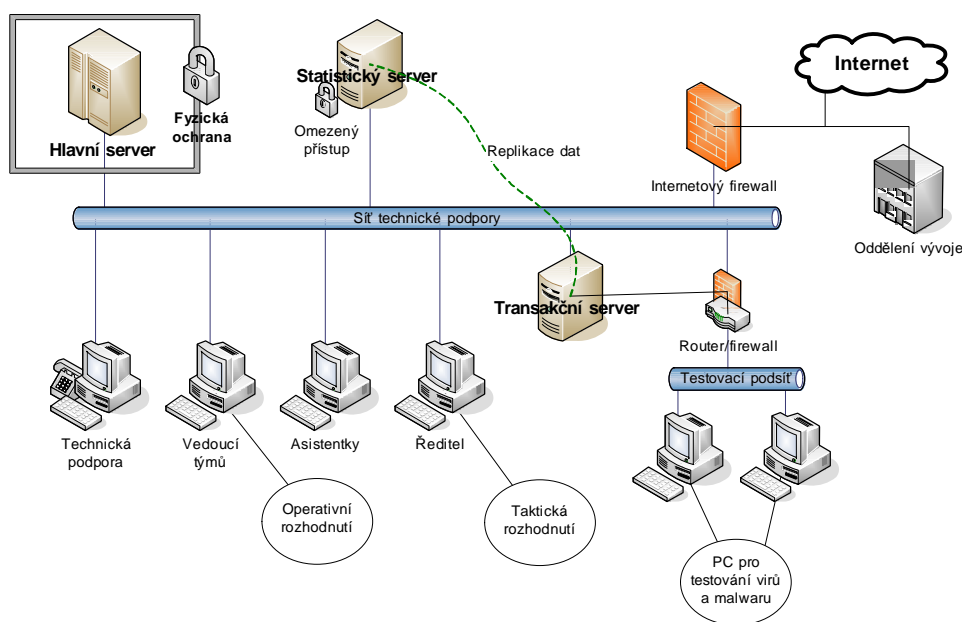 Internet
Statistický server
Fyzická
ochrana
Hlavní server
Omezený
přístup
Replikace dat
Internetový firewall
Síť technické podpory
Oddělení vývoje
Transakční server
Router/firewall
Testovací podsíť
Technická
podpora
Vedoucí
týmů
Asistentky
Ředitel
Operativní
rozhodnutí
Taktická
rozhodnutí
PC pro
testování virů
a malwaru